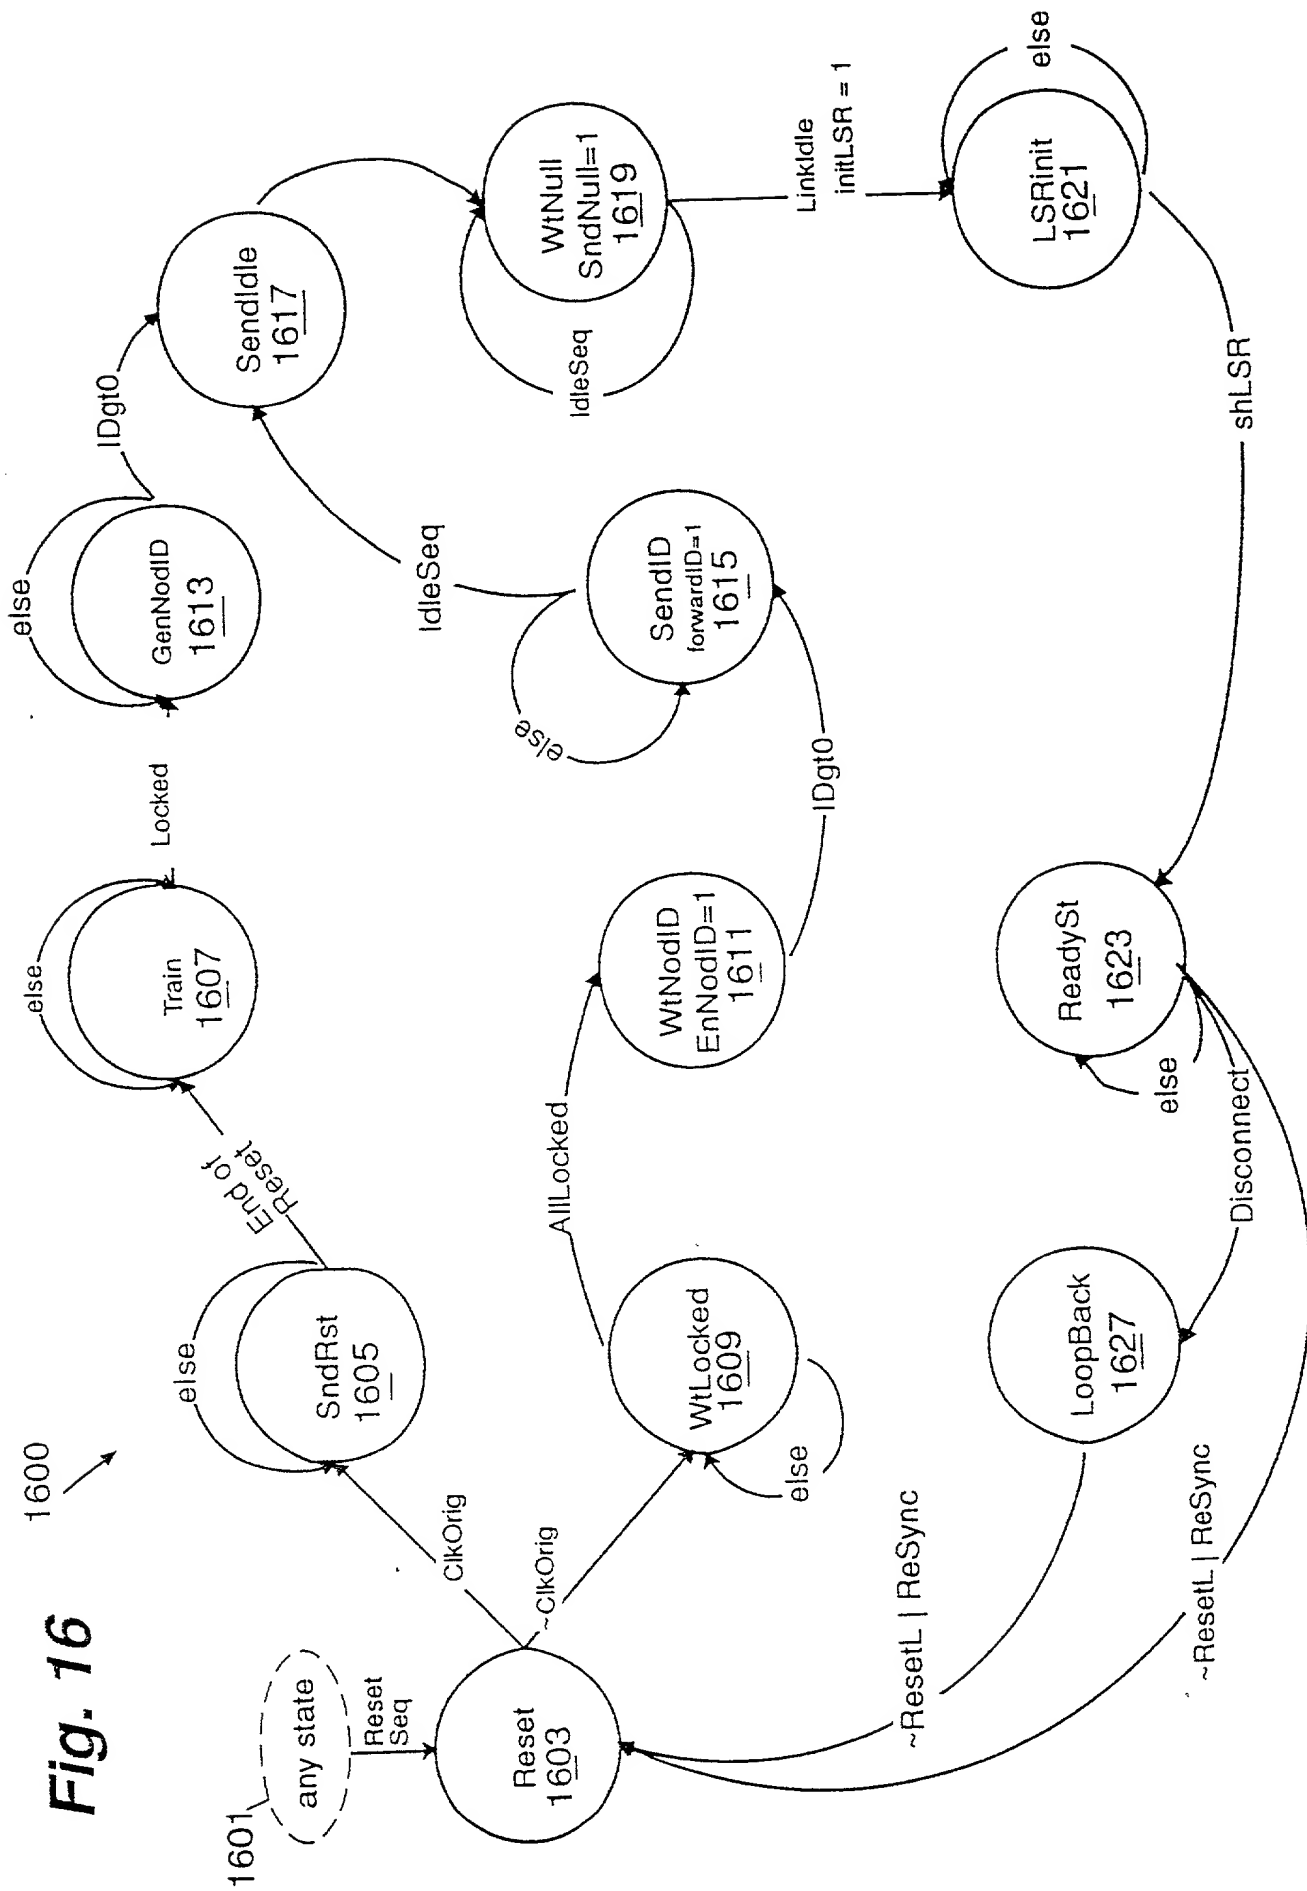 Fig. 16
1600
1601
any state
Reset
Seq
Reset
1603
ClkOrig
~ClkOrig
else
SndRst
1605
End of
Reset
else
Train
1607
Locked
else
GenNodID
1613
IDgt0
SendIdle
1617
WtLocked
1609
else
AllLocked
WtNodID
EnNodID=1
1611
IDgt0
else
SendID
forwardID=1
1615
IdleSeq
IdleSeq
WtNull
SndNull=1
1619
LinkIdle
initLSR = 1
LSRinit
1621
else
shLSR
ReadySt
1623
else
Disconnect
LoopBack
1627
~ResetL | ReSync
~ResetL | ReSync